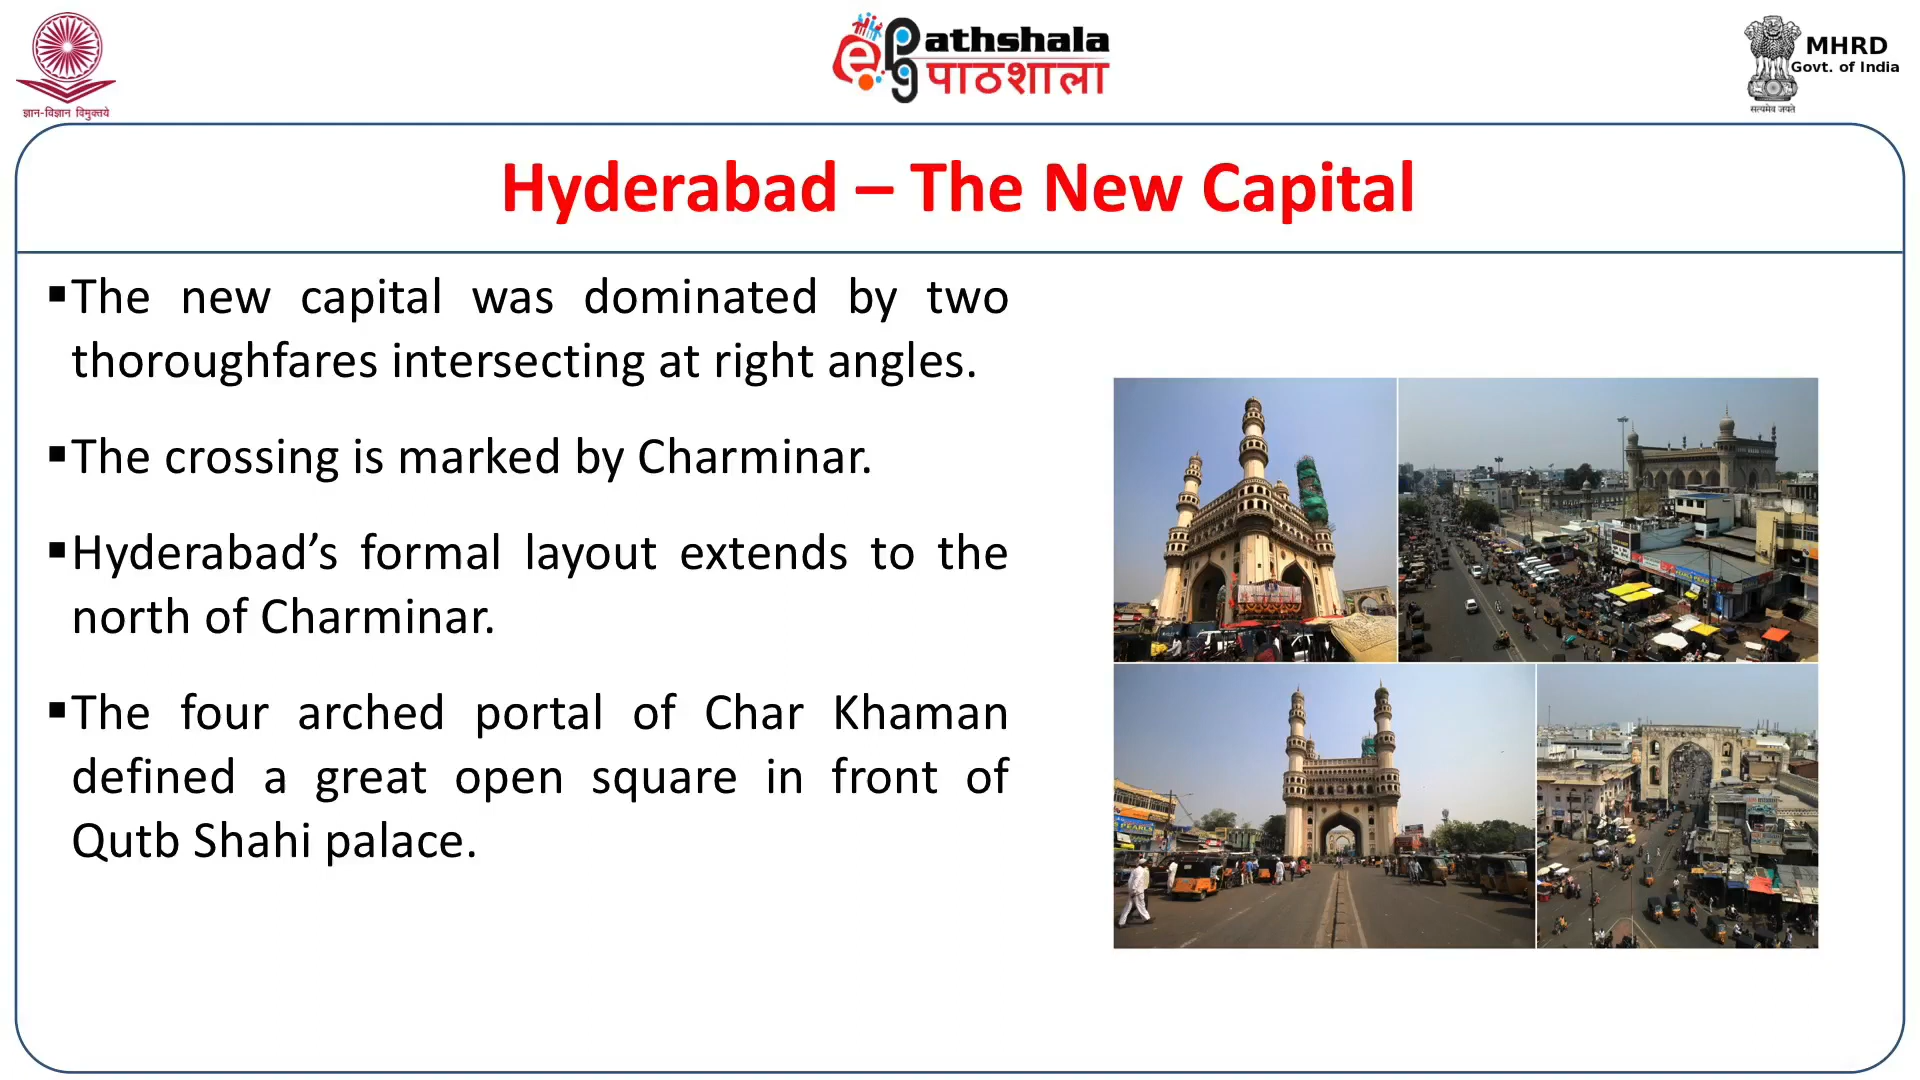 ePG Pathshala
पाठशाला
MHRD
Govt. of India
ज्ञान-विज्ञान विमुक्तये
सत्यमेव जयते
Hyderabad – The New Capital
▪The new capital was dominated by two
thoroughfares intersecting at right angles.
▪The crossing is marked by Charminar.
▪Hyderabad’s formal layout extends to the
north of Charminar.
▪The four arched portal of Char Khaman
defined a great open square in front of
Qutb Shahi palace.
PEARLS